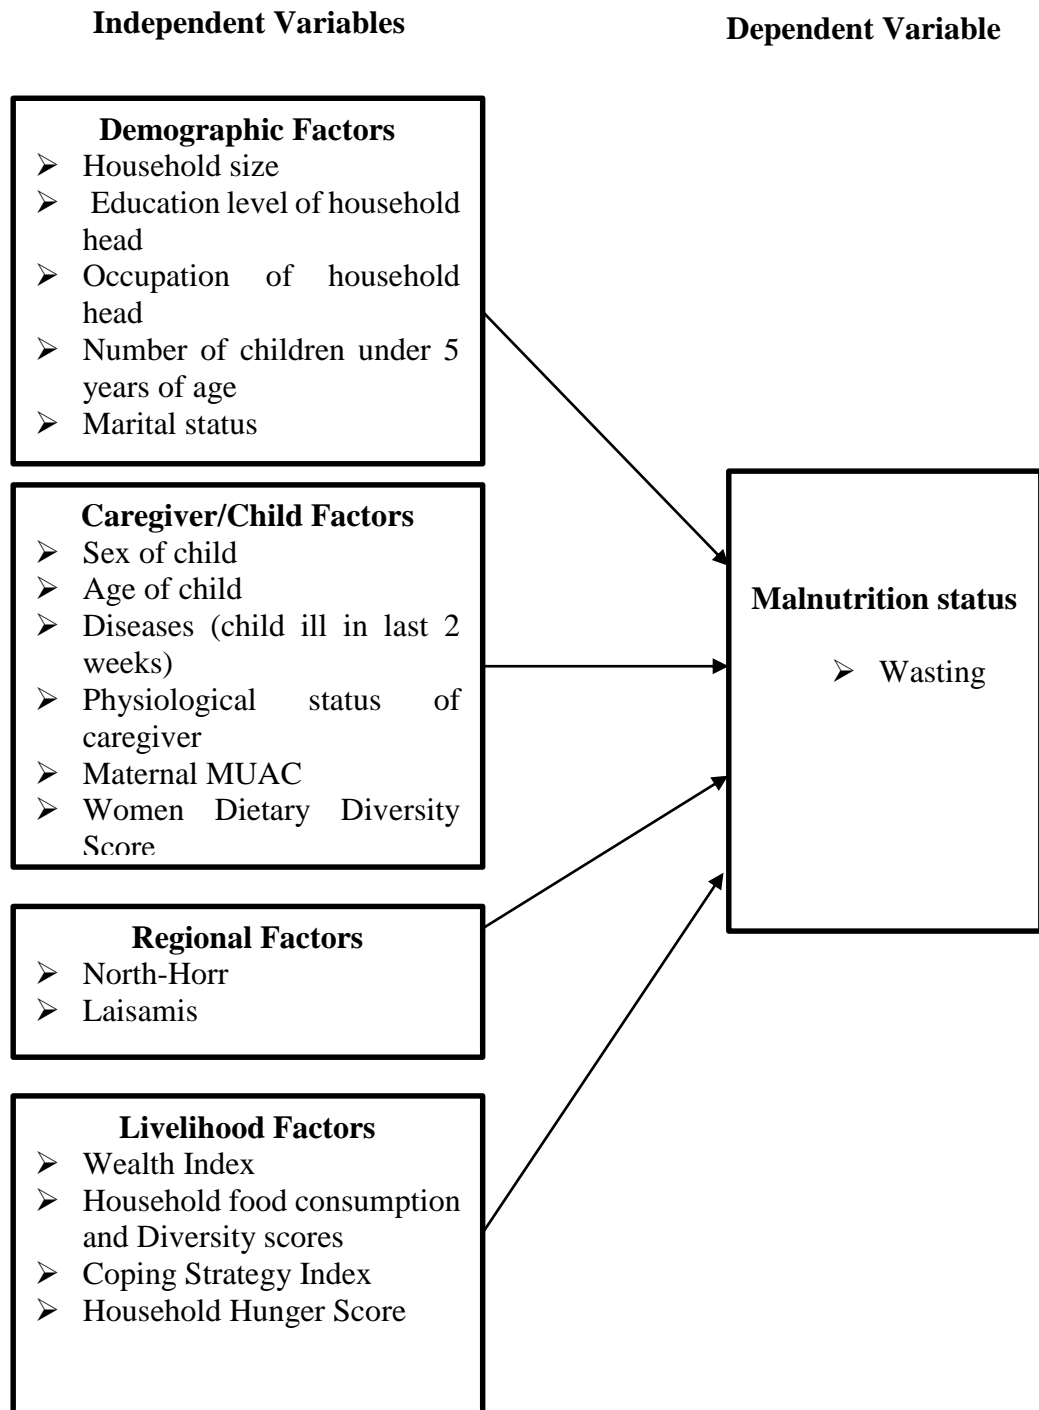 Independent Variables
Dependent Variable
Demographic Factors
➢ Household size
➢ Education level of household
head
➢ Occupation of household
head
➢ Number of children under 5
years of age
➢ Marital status
Caregiver/Child Factors
➢ Sex of child
➢ Age of child
➢ Diseases (child ill in last 2
weeks)
➢ Physiological status of
caregiver
➢ Maternal MUAC
➢ Women Dietary Diversity
Score
Regional Factors
➢ North-Horr
➢ Laisamis
Livelihood Factors
➢ Wealth Index
➢ Household food consumption
and Diversity scores
➢ Coping Strategy Index
➢ Household Hunger Score
Malnutrition status
➢ Wasting